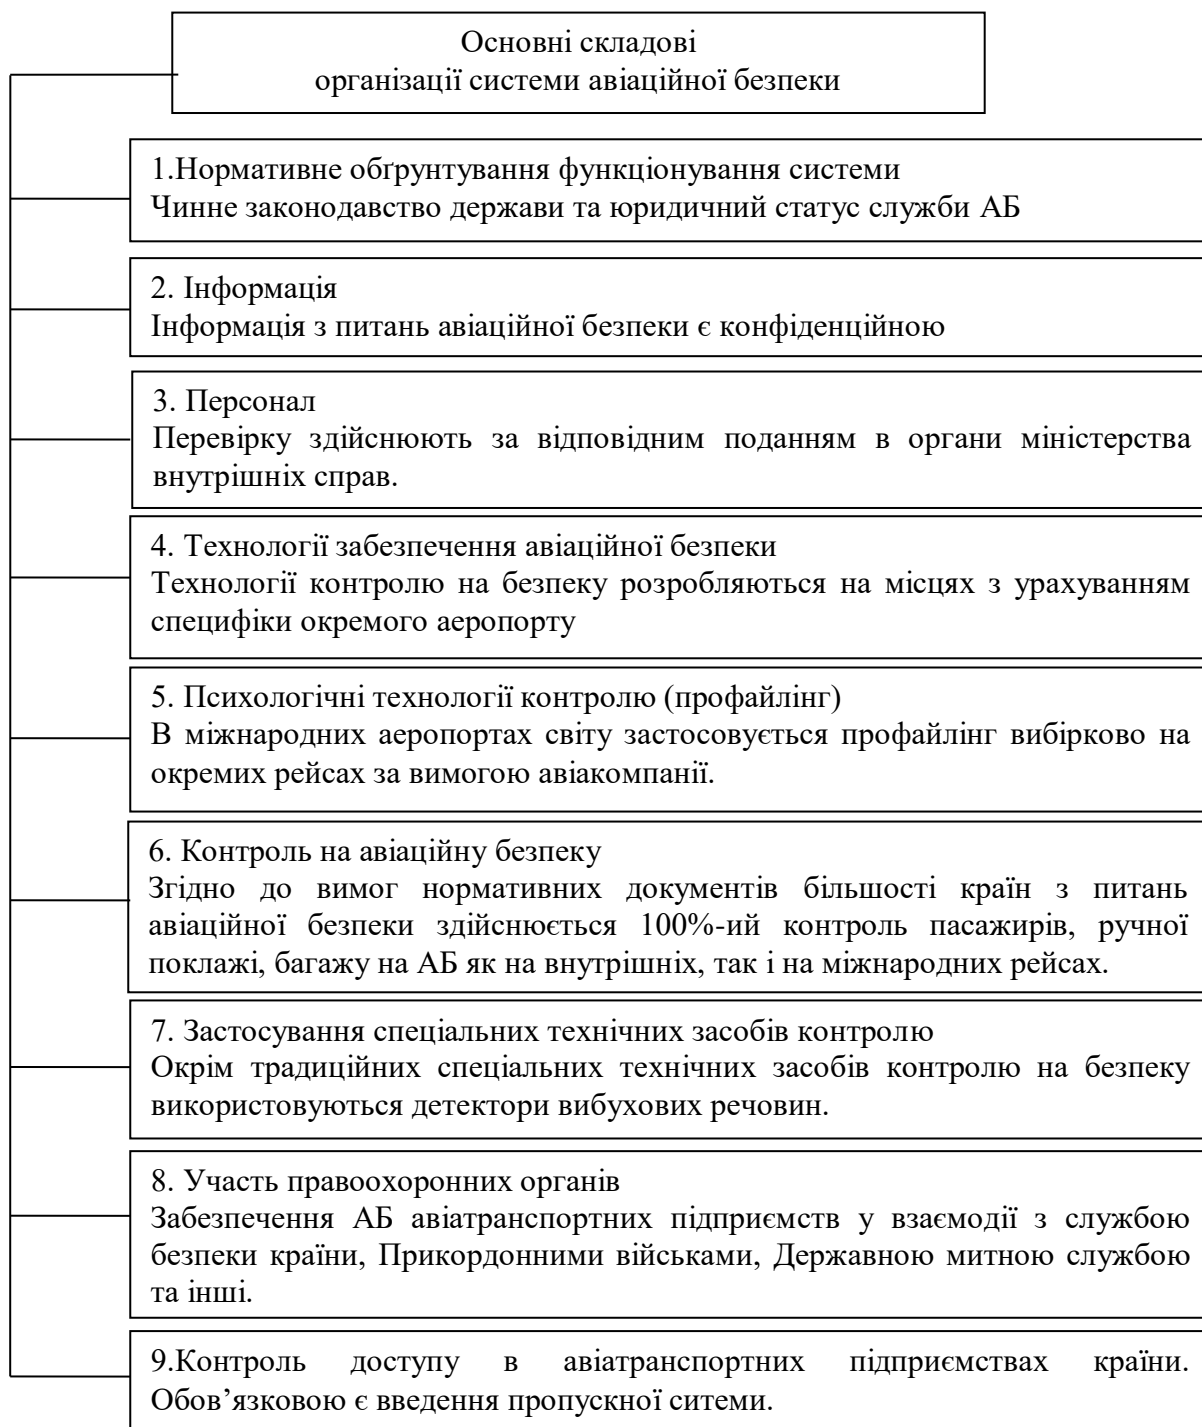 Основні складові
організації системи авіаційної безпеки
1.Нормативне обґрунтування функціонування системи
Чинне законодавство держави та юридичний статус служби АБ
2. Інформація
Інформація з питань авіаційної безпеки є конфіденційною
3. Персонал
Перевірку здійснюють за відповідним поданням в органи міністерства
внутрішніх справ.
4. Технології забезпечення авіаційної безпеки
Технології контролю на безпеку розробляються на місцях з урахуванням
специфіки окремого аеропорту
5. Психологічні технології контролю (профайлінг)
В міжнародних аеропортах світу застосовується профайлінг вибірково на
окремих рейсах за вимогою авіакомпанії.
6. Контроль на авіаційну безпеку
Згідно до вимог нормативних документів більшості країн з питань
авіаційної безпеки здійснюється 100%-ий контроль пасажирів, ручної
поклажі, багажу на АБ як на внутрішніх, так і на міжнародних рейсах.
7. Застосування спеціальних технічних засобів контролю
Окрім традиційних спеціальних технічних засобів контролю на безпеку
використовуються детектори вибухових речовин.
8. Участь правоохоронних органів
Забезпечення АБ авіатранспортних підприємств у взаємодії з службою
безпеки країни, Прикордонними військами, Державною митною службою
та інші.
9.Контроль доступу в авіатранспортних підприємствах країни.
Обов’язковою є введення пропускної ситеми.